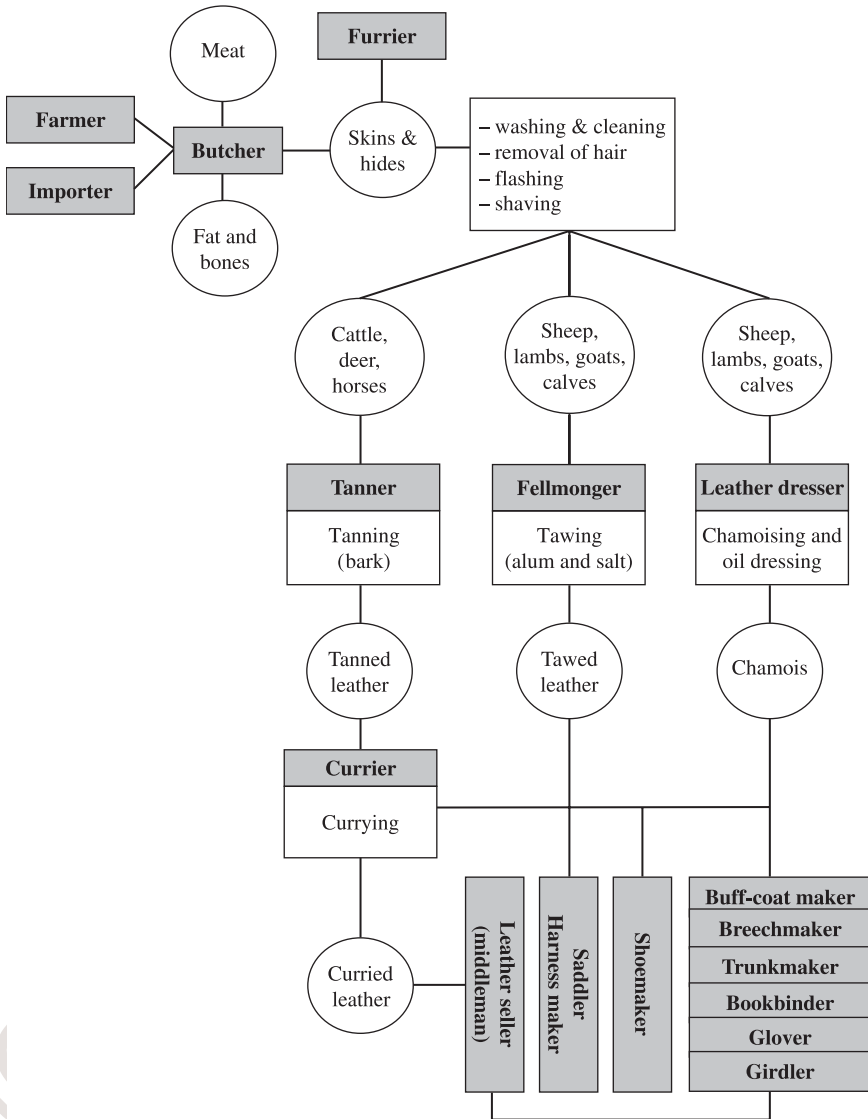 Meat
Furrier
Farmer
Butcher
Importer
Skins &
hides
– washing & cleaning
– removal of hair
– flashing
– shaving
Fat and
bones
Cattle,
deer,
horses
Sheep,
lambs, goats,
calves
Sheep,
lambs, goats,
calves
Tanner
Tanning
(bark)
Fellmonger
Tawing
(alum and salt)
Leather dresser
Chamoising and
oil dressing
Tanned
leather
Tawed
leather
Chamois
Currier
Currying
Curried
leather
Leather seller
(middleman)
Saddler
Harness maker
Shoemaker
Buff-coat maker
Breechmaker
Trunkmaker
Bookbinder
Glover
Girdler